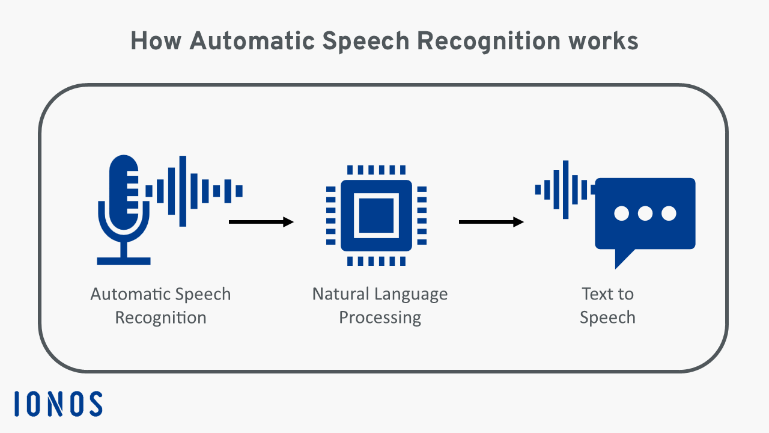 How Automatic Speech Recognition works
Automatic Speech
Recognition
Natural Language
Processing
Text to
Speech
IONOS